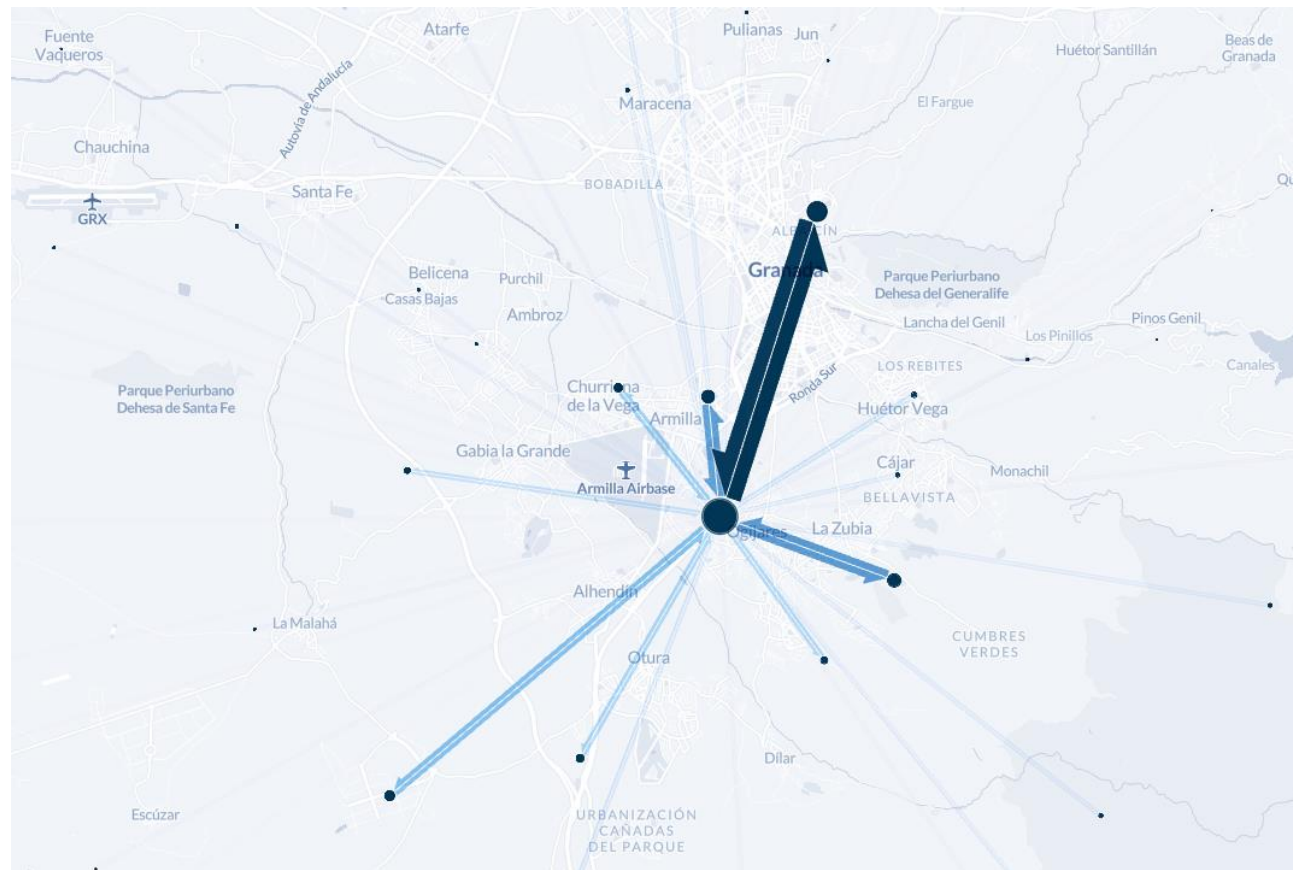 Fuente
Vaqueros
Atarfe
Pulianas
Jun
Huétor Santillán
Beas de
Granada
Autovía de Andalucía
Maracena
El Fargue
Chauchina
BOBADILLA
Santa Fe
Qu
GRX
ALBAICÍN
Granada
Belicena
Purchil
Casas Bajas
Ambroz
Parque Periurbano
Dehesa del Generalife
Lancha del Genil
Los Pinillos
Pinos Genil
LOS REBITES
Canales
Parque Periurbano
Dehesa de Santa Fe
Churriana
de la Vega
Ronda Sur
Armilla
Huétor Vega
Gabia la Grande
Armilla Airbase
Cájar
Monachil
BELLAVISTA
Ogíjares
La Zubia
Alhendín
La Malahá
CUMBRES
VERDES
Otura
Dílar
Escúzar
URBANIZACIÓN
CAÑADAS
DEL PARQUE